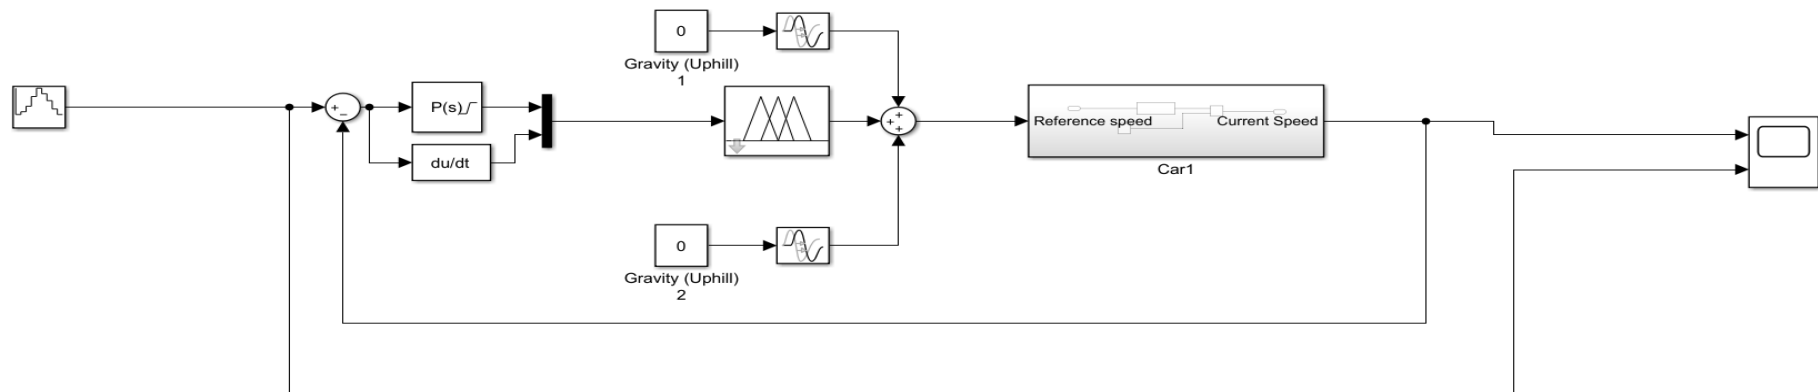 0
Gravity (Uphill)
1
P(s)
du/dt
Reference speed
Current Speed
Car1
0
Gravity (Uphill)
2